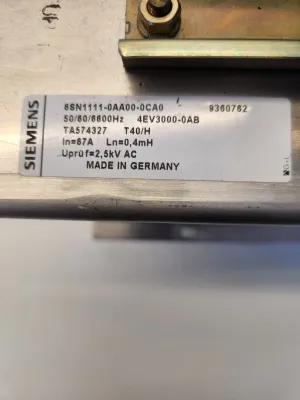 SIEMENS
6SN1111-0AA00-0CA0 9360762
50/60/6600Hz 4EV3000-0AB
TA574327 T40/H
In=67A Ln=0,4mH
Uprüf=2,5kV AC
MADE IN GERMANY